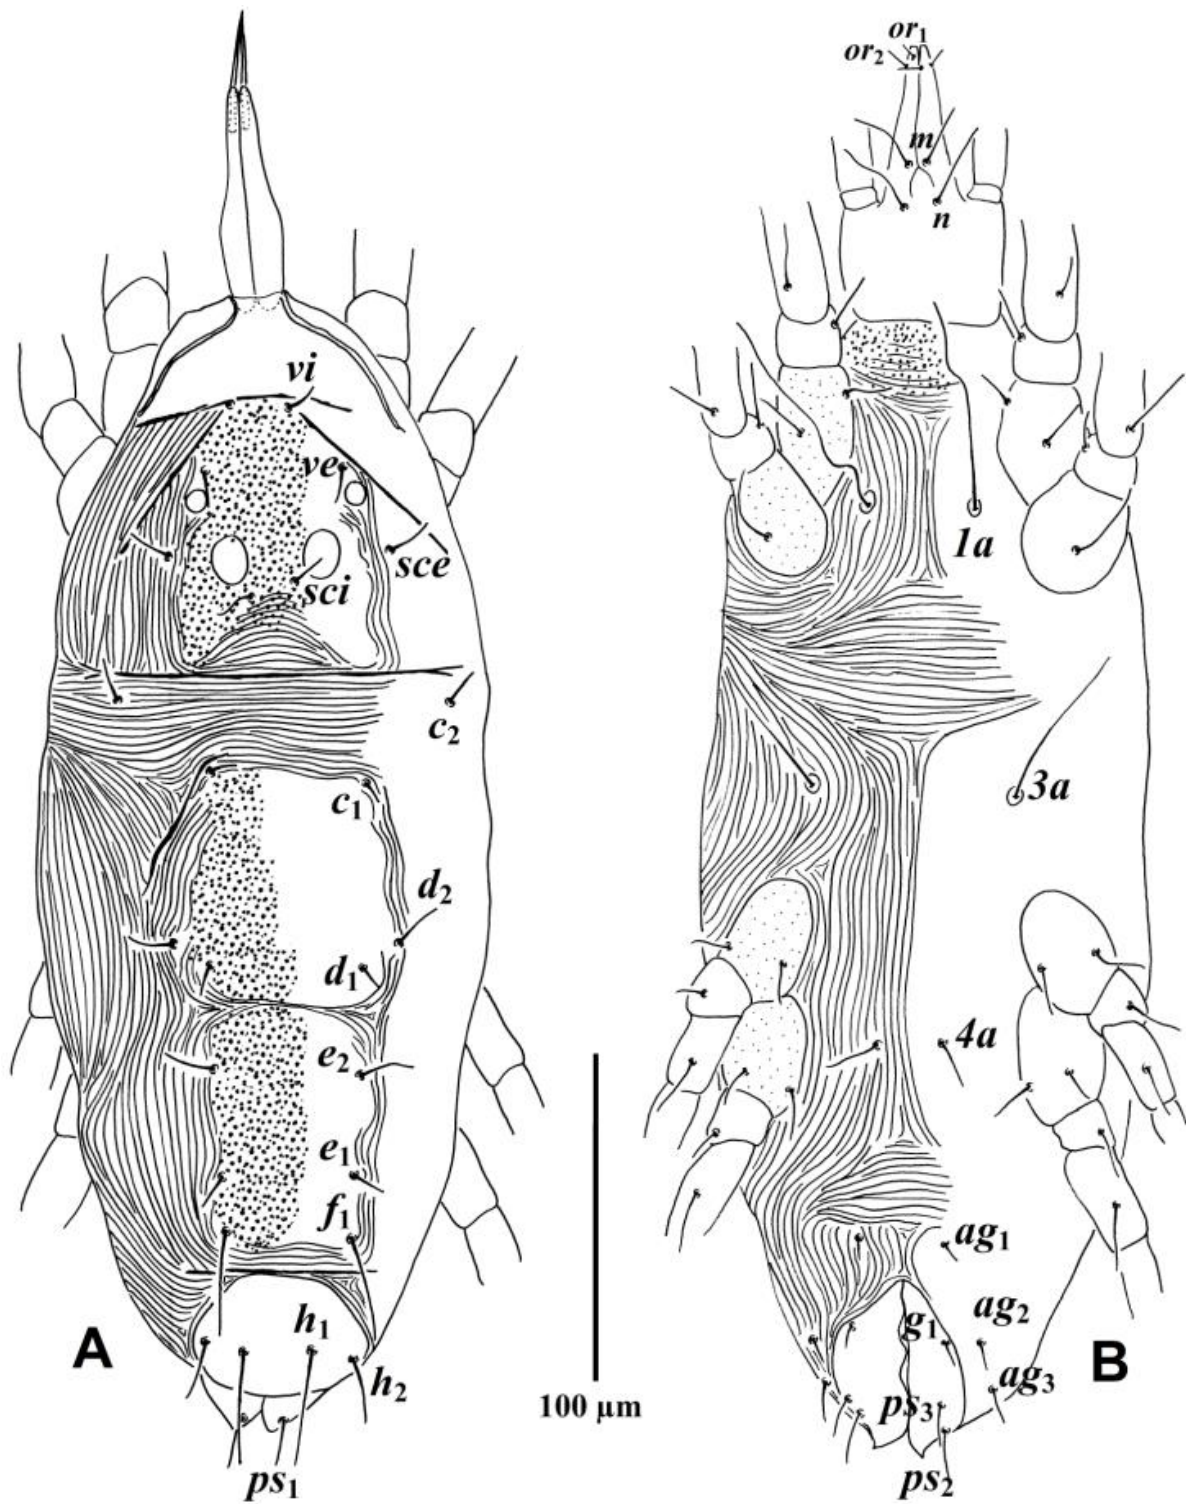 or₁
or₂
m
n
vi
ve
sce
sci
1a
c₂
c₁
3a
d₂
d₁
e₂
4a
e₁
f₁
ag₁
h₁
g₁
ag₂
A
h₂
B
ag₃
100 µm
ps₃
ps₁
ps₂